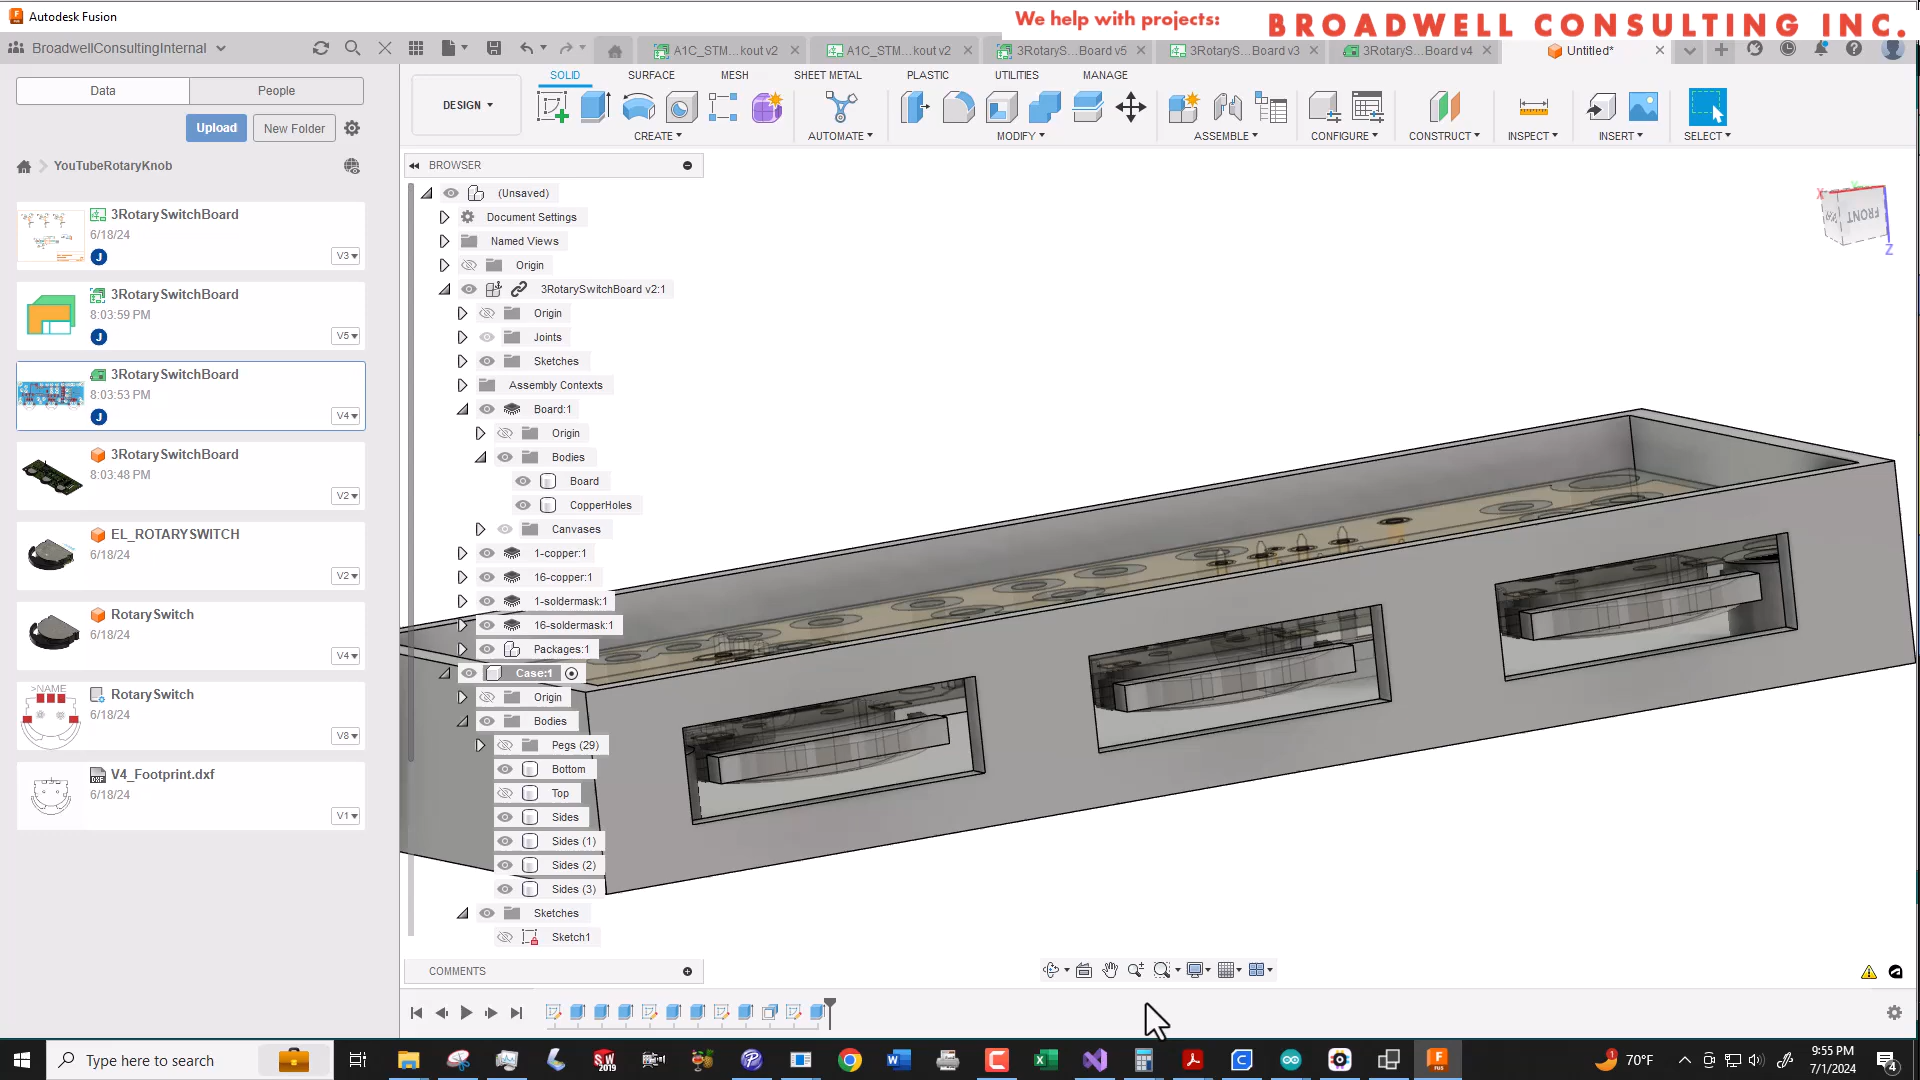 Autodesk Fusion
We help with projects:
BROADWELL CONSULTING INC.
BroadwellConsultingInternal
A1C_STM...kout v2
A1C_STM...kout v2
3RotaryS...Board v5
3RotaryS...Board v3
3RotaryS...Board v4
Untitled*
Data
People
Upload
New Folder
YouTubeRotaryKnob
3RotarySwitchBoard
6/18/24
J
V3
3RotarySwitchBoard
8:03:59 PM
J
V5
3RotarySwitchBoard
8:03:53 PM
J
V4
3RotarySwitchBoard
8:03:48 PM
V2
EL_ROTARYSWITCH
6/18/24
V2
RotarySwitch
6/18/24
V4
>NAME
RotarySwitch
6/18/24
V8
V4_Footprint.dxf
DXF
6/18/24
V1
DESIGN
SOLID
SURFACE
MESH
SHEET METAL
PLASTIC
UTILITIES
MANAGE
CREATE
AUTOMATE
MODIFY
ASSEMBLE
CONFIGURE
CONSTRUCT
INSPECT
INSERT
SELECT
BROWSER
(Unsaved)
Document Settings
Named Views
Origin
3RotarySwitchBoard v2:1
Origin
Joints
Sketches
Assembly Contexts
Board:1
Origin
Bodies
Board
CopperHoles
Canvases
1-copper:1
16-copper:1
1-soldermask:1
16-soldermask:1
Packages:1
Case:1
Origin
Bodies
Pegs (29)
Bottom
Top
Sides
Sides (1)
Sides (2)
Sides (3)
Sketches
Sketch1
X
FRONT
Z
COMMENTS
Type here to search
SW
2019
70°F
9:55 PM
7/1/2024
4